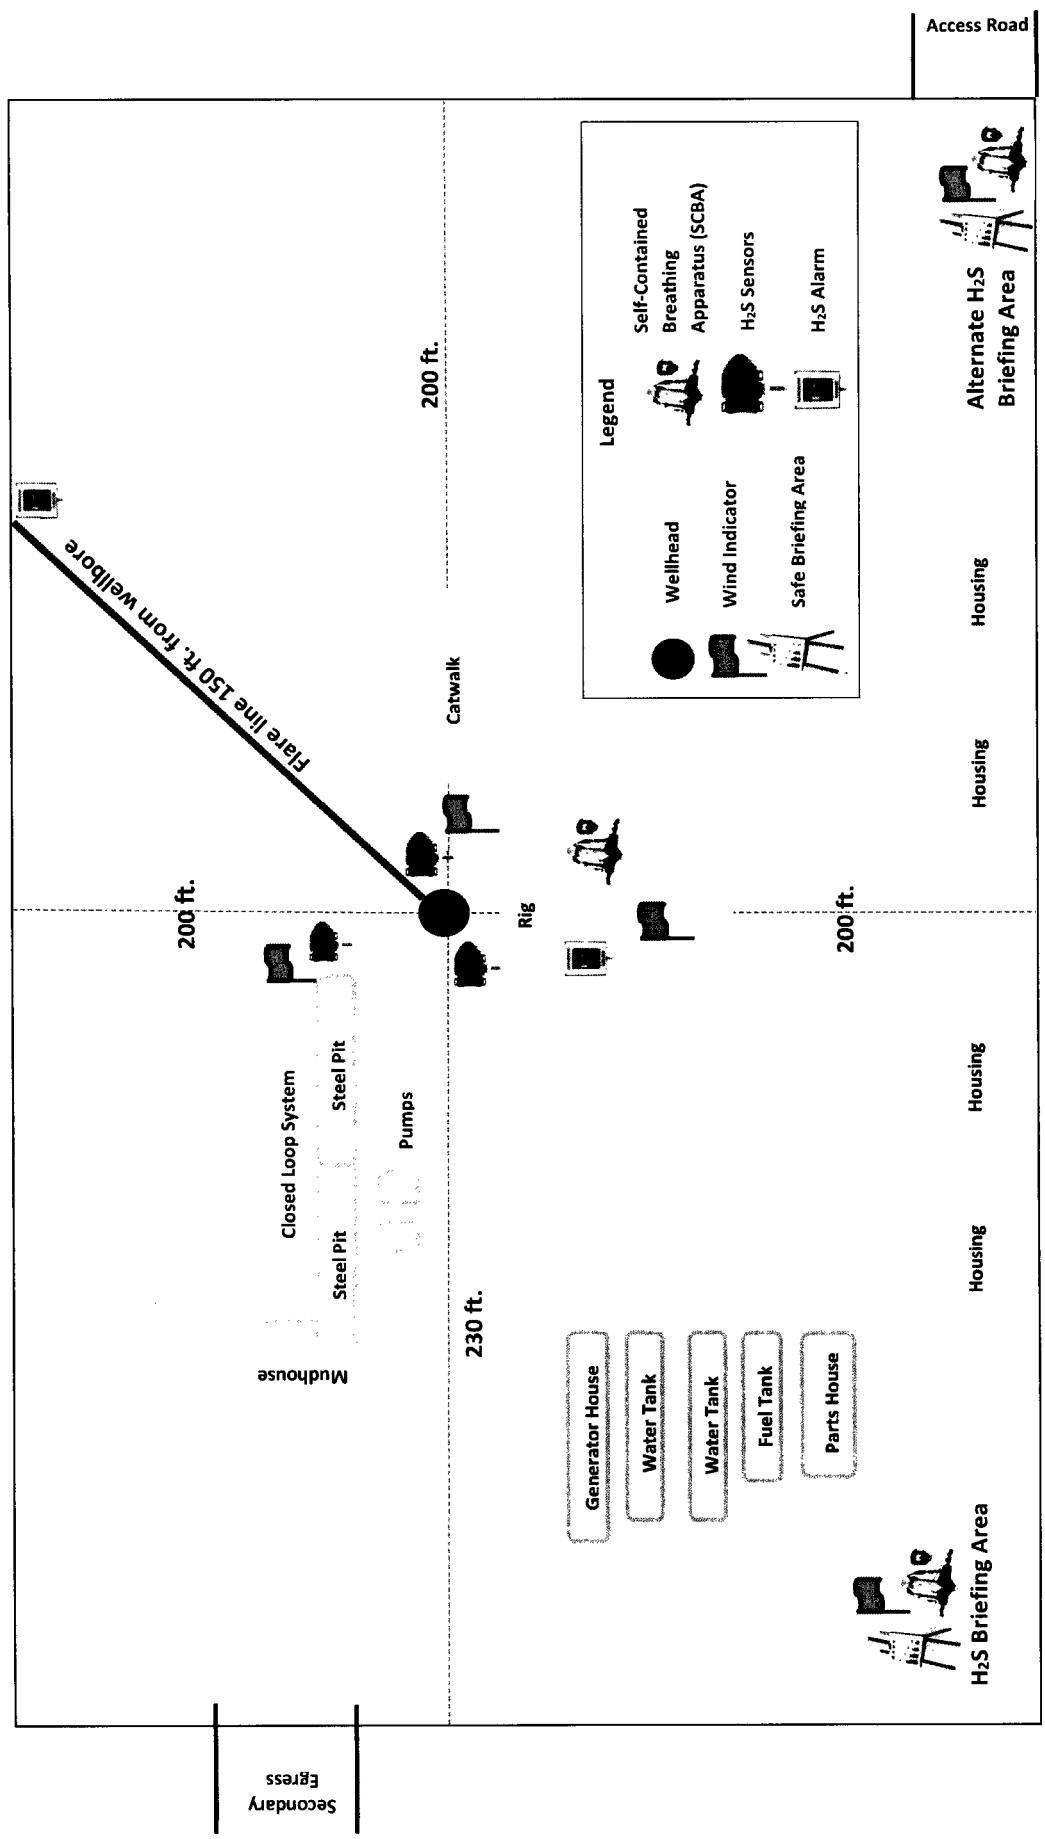 Access Road
200 ft.
Flare line 150 ft. from wellbore
Catwalk
200 ft.
Rig
200 ft.
Legend
Self-Contained
Breathing
Apparatus (SCBA)
H₂S Sensors
H₂S Alarm
Wellhead
Wind Indicator
Safe Briefing Area
Alternate H₂S
Briefing Area
Housing
Housing
Housing
Housing
Closed Loop System
Steel Pit
Steel Pit
Pumps
Mudhouse
230 ft.
Generator House
Water Tank
Water Tank
Fuel Tank
Parts House
H₂S Briefing Area
Secondary
Egress